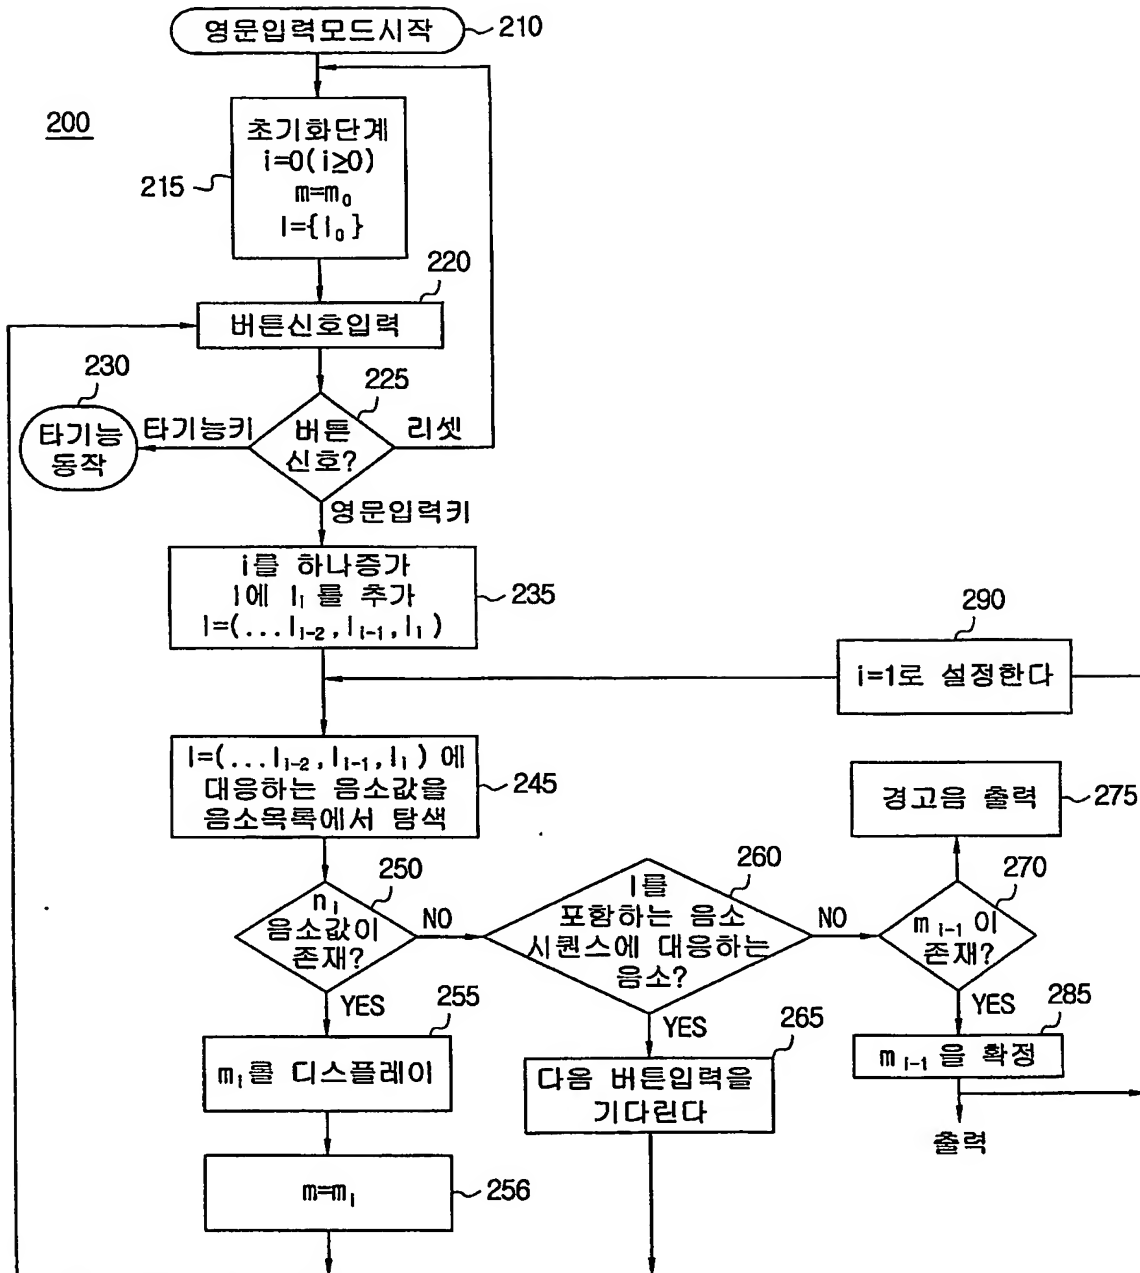 영문입력모드시작
210
200
초기화단계
i=0(i≥0)
m=m₀
I={I₀}
215
220
버튼신호입력
230
225
타기능
동작
타기능키
버튼
신호?
리셋
영문입력키
i를 하나증가
I에 Iᵢ를 추가
I=(...Iᵢ₋₂,Iᵢ₋₁,Iᵢ)
235
290
i=1로 설정한다
I=(...Iᵢ₋₂,Iᵢ₋₁,Iᵢ)에
대응하는 음소값을
음소목록에서 탐색
245
경고음 출력
275
250
nᵢ
음소값이
존재?
NO
YES
260
I를
포함하는 음소
시퀀스에 대응하는
음소?
NO
YES
270
mᵢ₋₁이
존재?
YES
255
mᵢ를 디스플레이
265
다음 버튼입력을
기다린다
285
mᵢ₋₁을 확정
출력
m=mᵢ
256